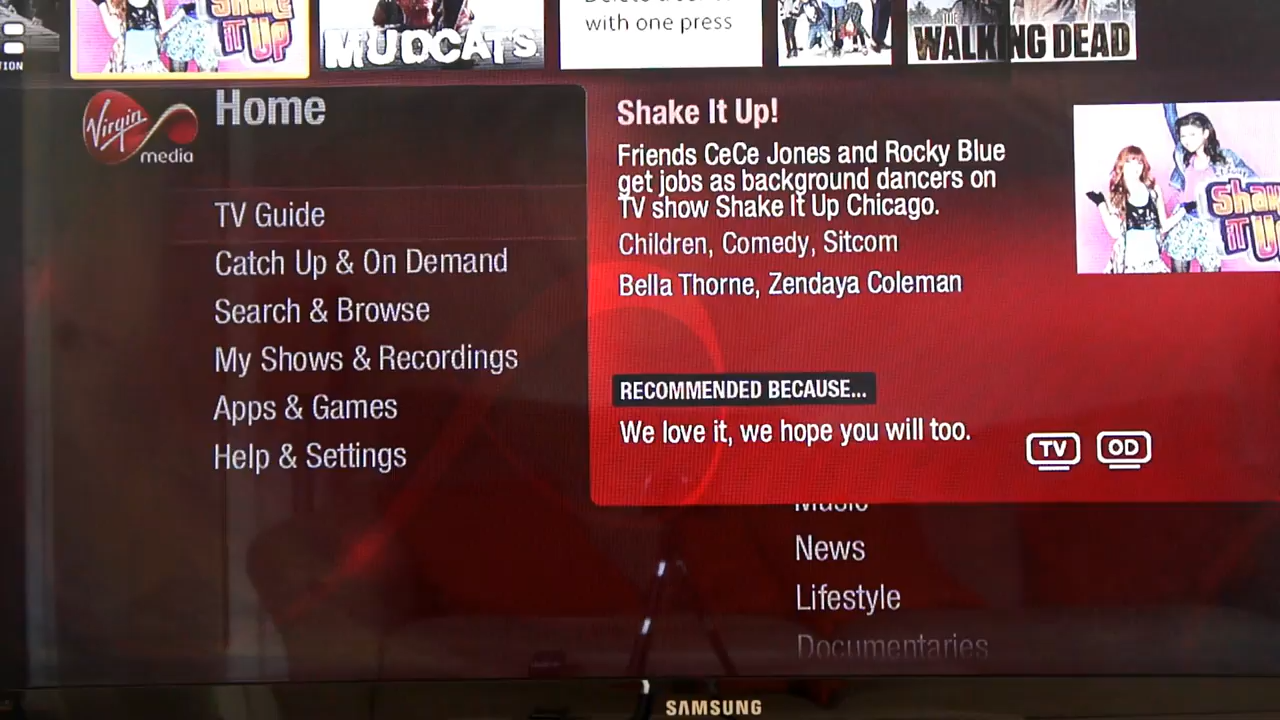 TION
Shake
IT UP
MUDCATS
with one press
THE
WALKING DEAD
Virgin
media
Home
TV Guide
Catch Up & On Demand
Search & Browse
My Shows & Recordings
Apps & Games
Help & Settings
Shake It Up!
Friends CeCe Jones and Rocky Blue
get jobs as background dancers on
TV show Shake It Up Chicago.
Children, Comedy, Sitcom
Bella Thorne, Zendaya Coleman
RECOMMENDED BECAUSE...
We love it, we hope you will too.
TV
OD
Music
News
Lifestyle
Documentaries
SAMSUNG